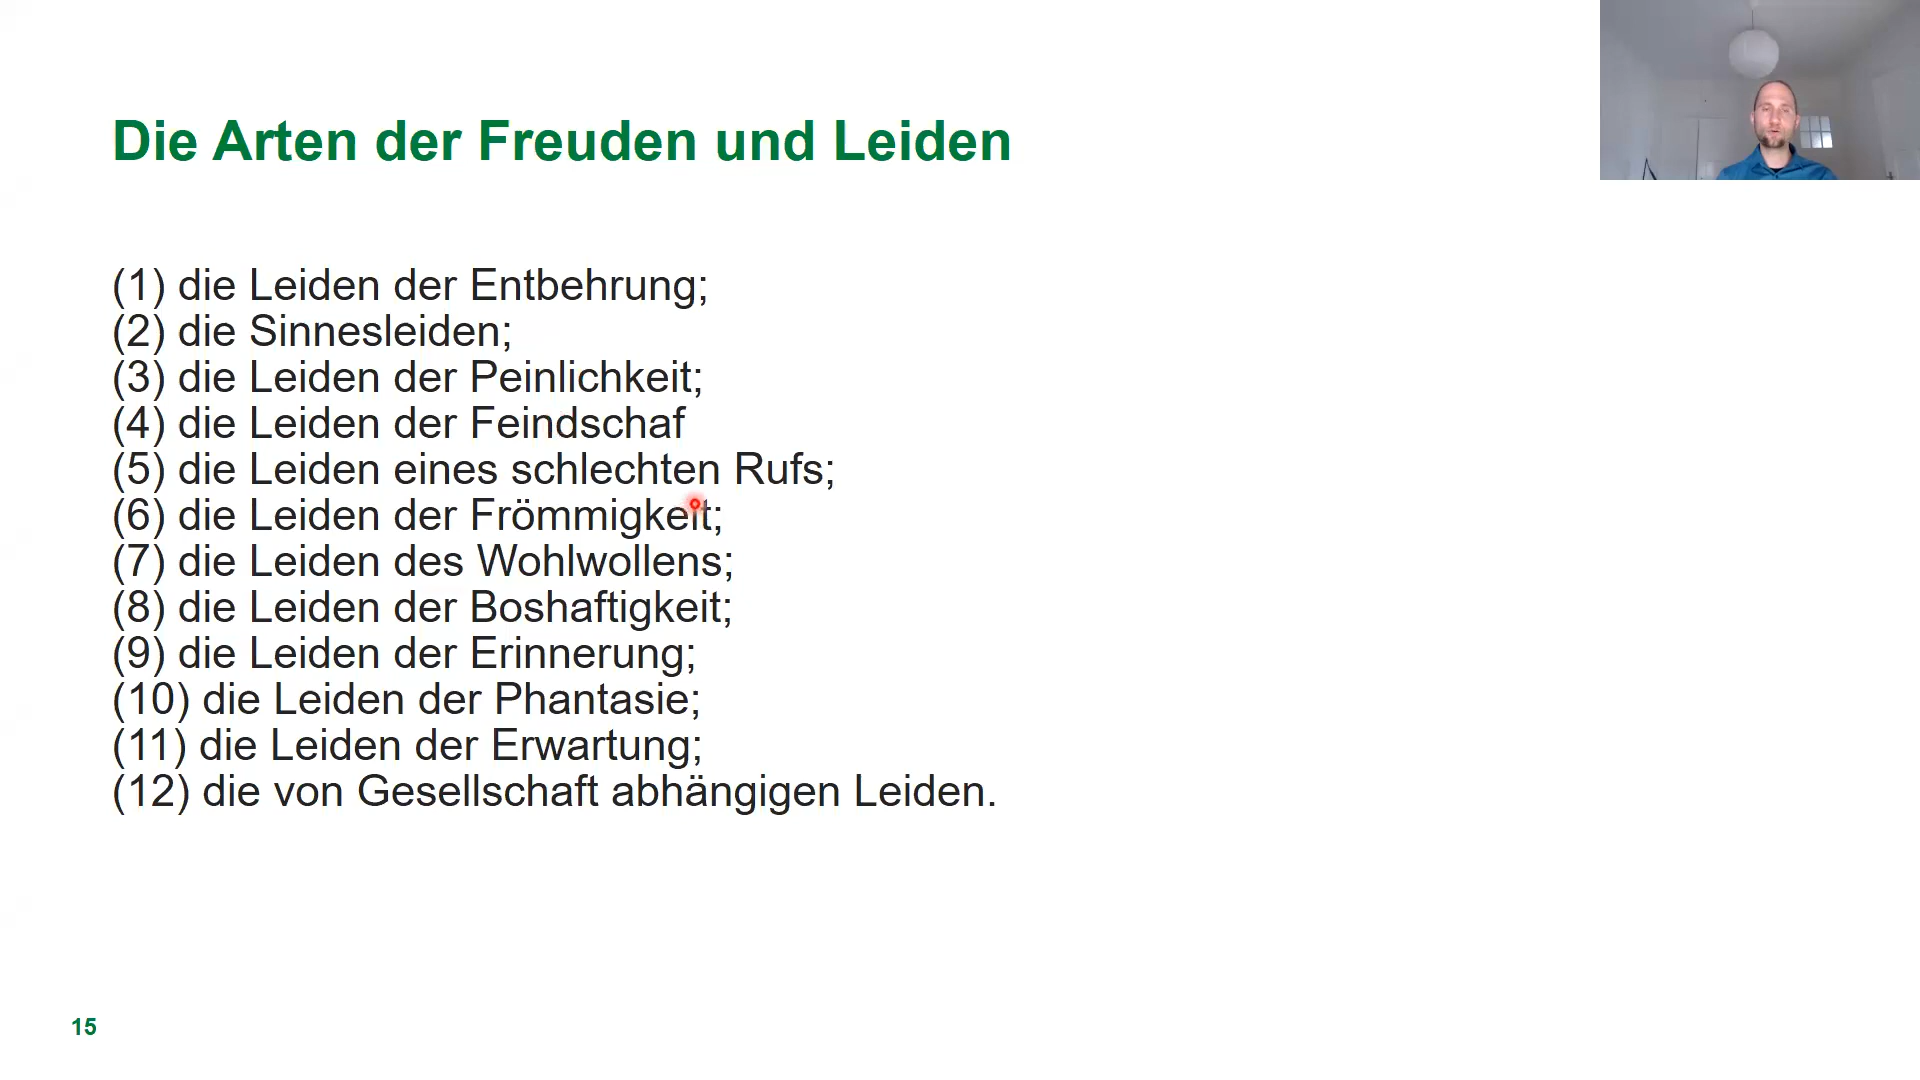 Die Arten der Freuden und Leiden
(1) die Leiden der Entbehrung;
(2) die Sinnesleiden;
(3) die Leiden der Peinlichkeit;
(4) die Leiden der Feindschaf
(5) die Leiden eines schlechten Rufs;
(6) die Leiden der Frömmigkeit;
(7) die Leiden des Wohlwollens;
(8) die Leiden der Boshaftigkeit;
(9) die Leiden der Erinnerung;
(10) die Leiden der Phantasie;
(11) die Leiden der Erwartung;
(12) die von Gesellschaft abhängigen Leiden.
15